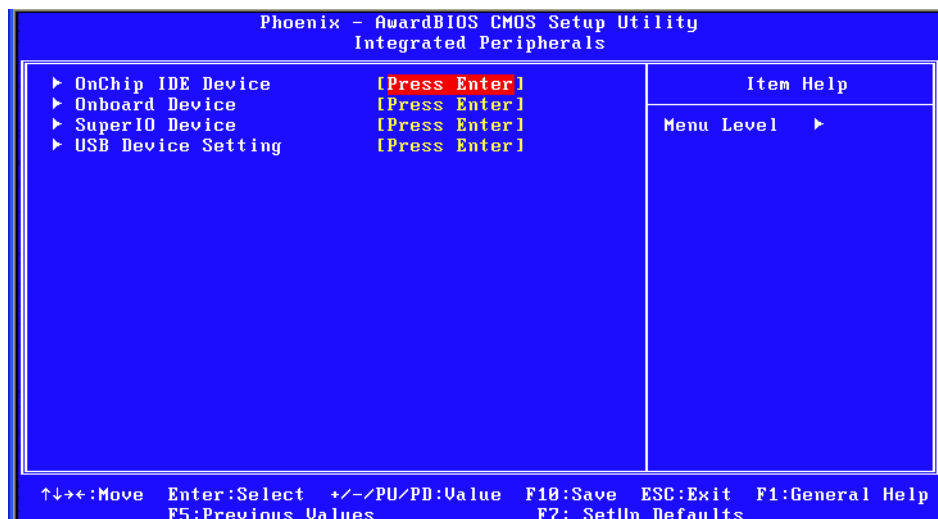 Phoenix - AwardBIOS CMOS Setup Utility
Integrated Peripherals
► OnChip IDE Device [Press Enter]
► Onboard Device [Press Enter]
► SuperIO Device [Press Enter]
► USB Device Setting [Press Enter]
Item Help
Menu Level ►
↑↓→←:Move Enter:Select +/-/PU/PD:Value F10:Save ESC:Exit F1:General Help
F5:Previous Values F7: SetUp Defaults